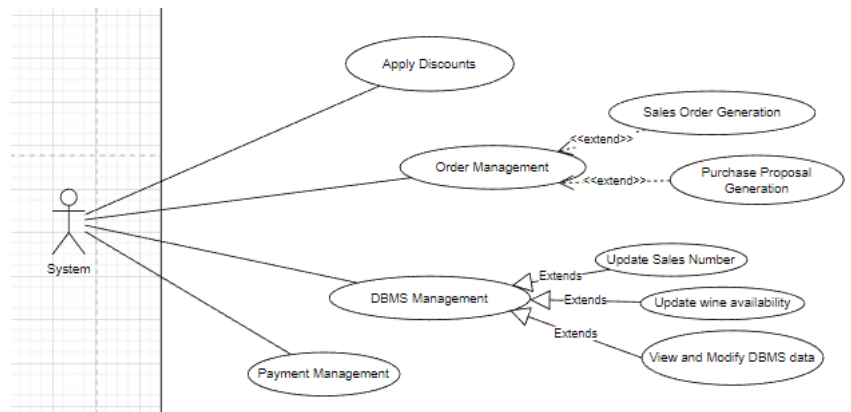 Apply Discounts
Sales Order Generation
<<extend>>
Order Management
<<extend>>
Purchase Proposal
Generation
System
Update Sales Number
Extends
DBMS Management
Extends
Update wine availability
Extends
View and Modify DBMS data
Payment Management